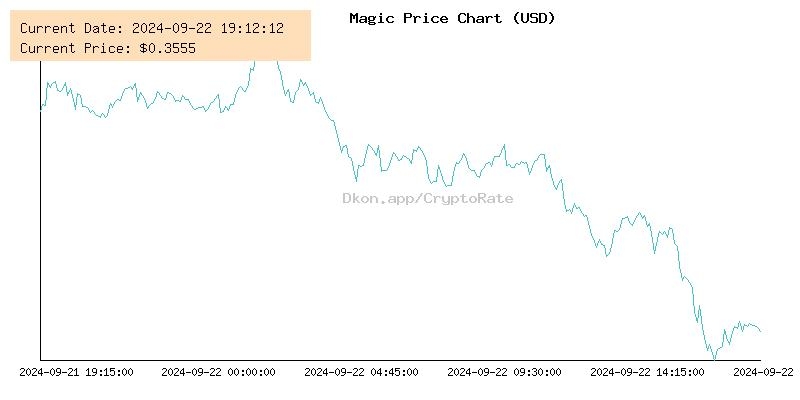 Magic Price Chart (USD)
Current Date: 2024-09-22 19:12:12
Current Price: $0.3555
Dkon.app/CryptoRate
2024-09-21 19:15:00
2024-09-22 00:00:00
2024-09-22 04:45:00
2024-09-22 09:30:00
2024-09-22 14:15:00
2024-09-22